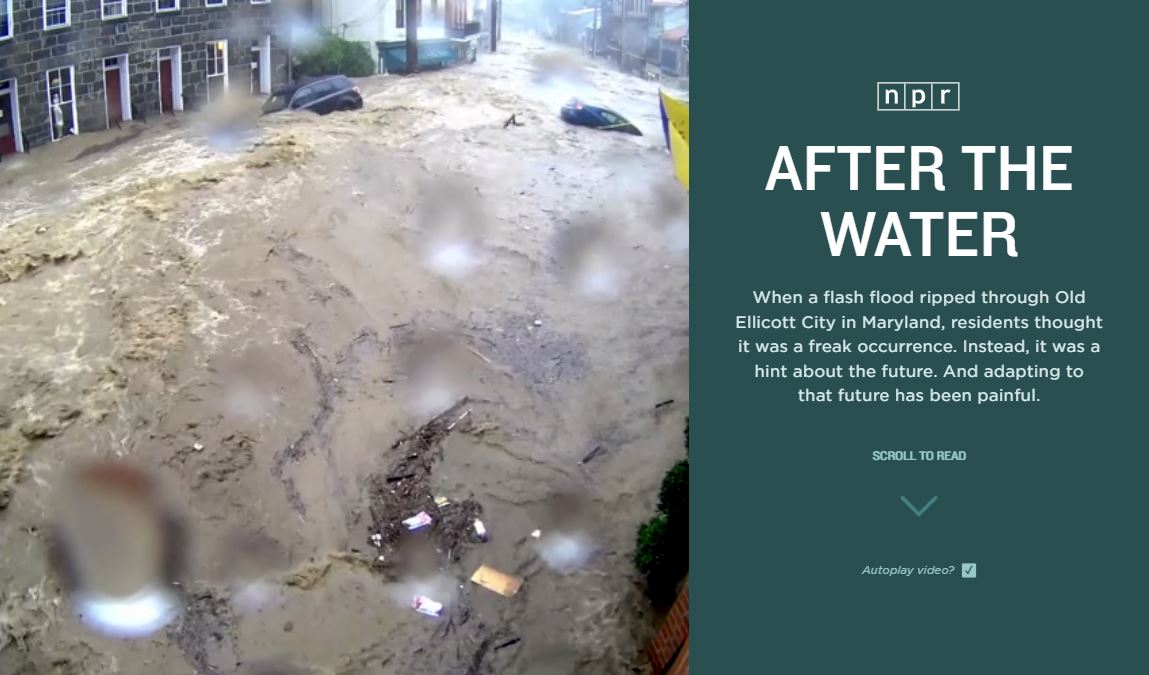 npr
AFTER THE
WATER
When a flash flood ripped through Old
Ellicott City in Maryland, residents thought
it was a freak occurrence. Instead, it was a
hint about the future. And adapting to
that future has been painful.
SCROLL TO READ
Autoplay video?